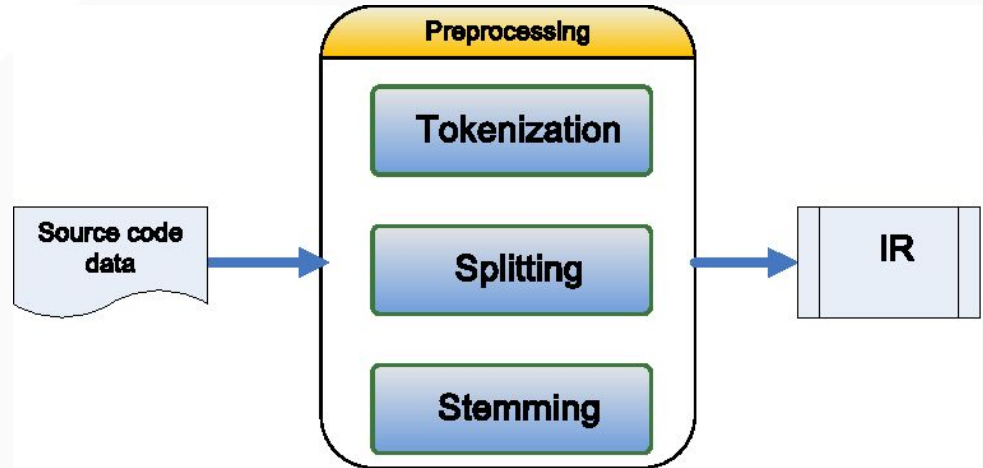 Preprocessing
Tokenization
Source code
data
Splitting
IR
Stemming